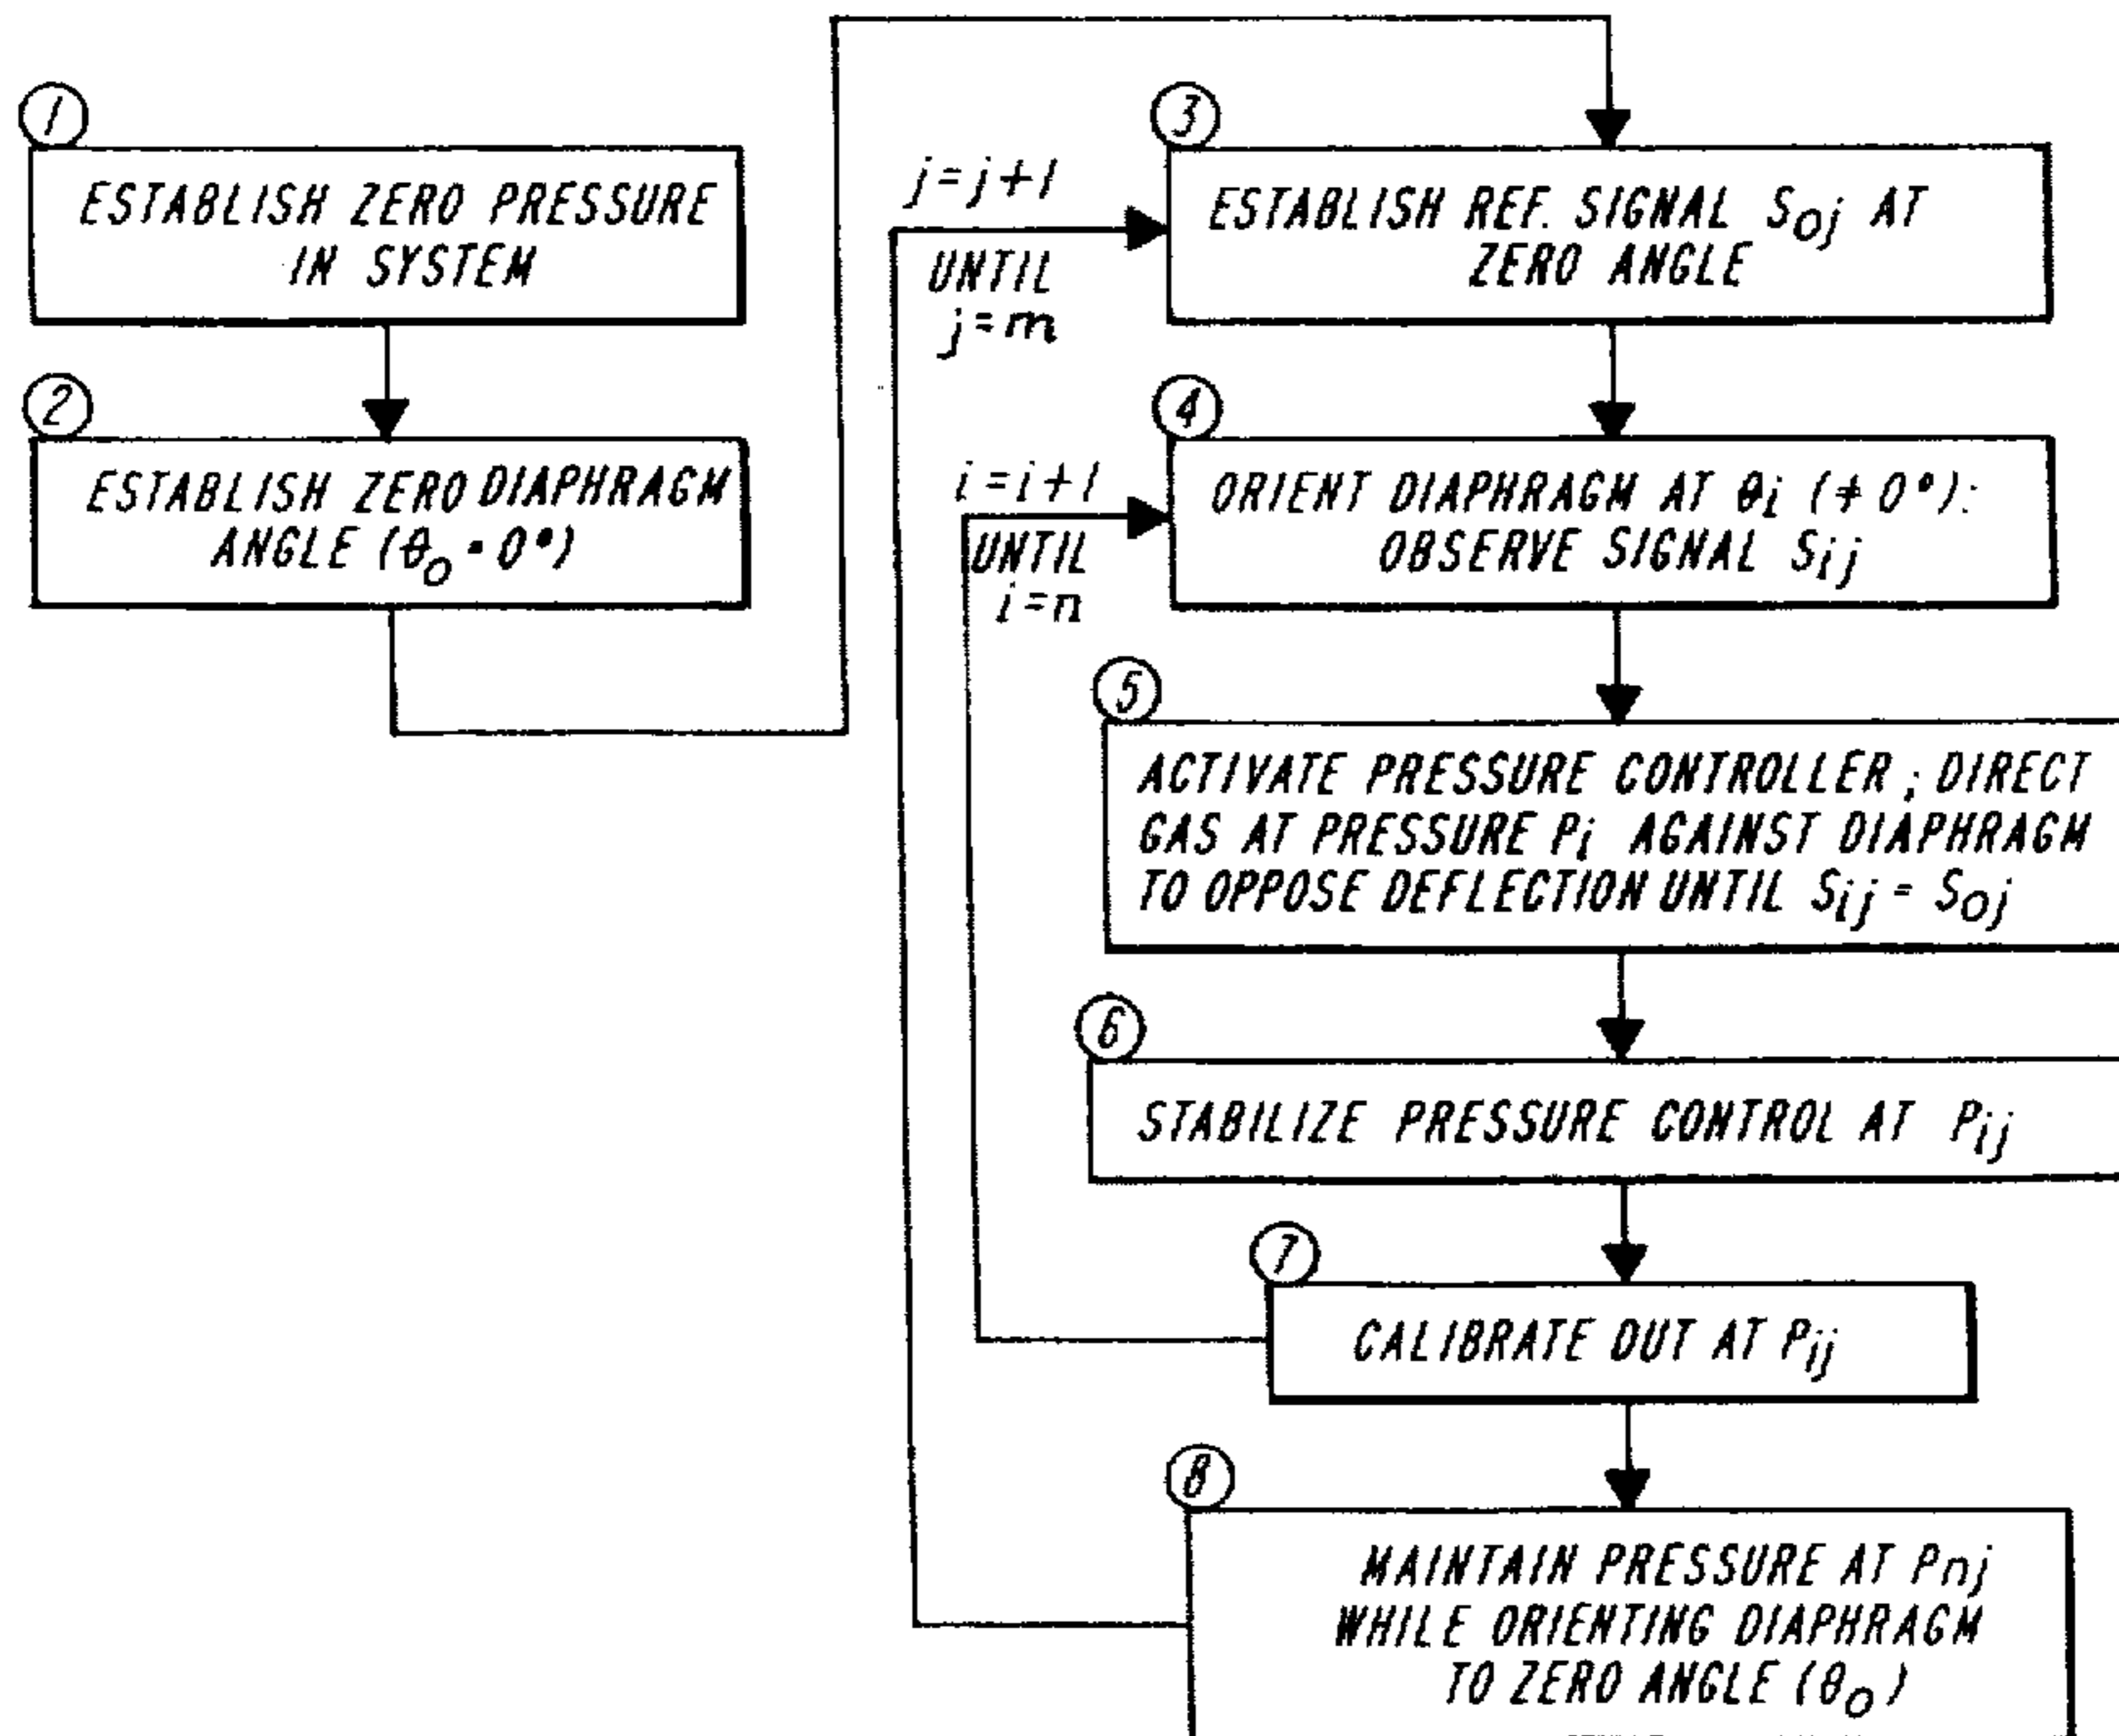 1
ESTABLISH ZERO PRESSURE
IN SYSTEM
2
ESTABLISH ZERO DIAPHRAGM
ANGLE (θ₀ = 0°)
3
ESTABLISH REF. SIGNAL S₀ⱼ AT
ZERO ANGLE
j=j+1
UNTIL
j=m
4
ORIENT DIAPHRAGM AT θᵢ (≠ 0°):
OBSERVE SIGNAL Sᵢⱼ
i=i+1
UNTIL
i=n
5
ACTIVATE PRESSURE CONTROLLER; DIRECT
GAS AT PRESSURE Pᵢ AGAINST DIAPHRAGM
TO OPPOSE DEFLECTION UNTIL Sᵢⱼ = S₀ⱼ
6
STABILIZE PRESSURE CONTROL AT Pᵢⱼ
7
CALIBRATE DUT AT Pᵢⱼ
8
MAINTAIN PRESSURE AT Pₙⱼ
WHILE ORIENTING DIAPHRAGM
TO ZERO ANGLE (θ₀)